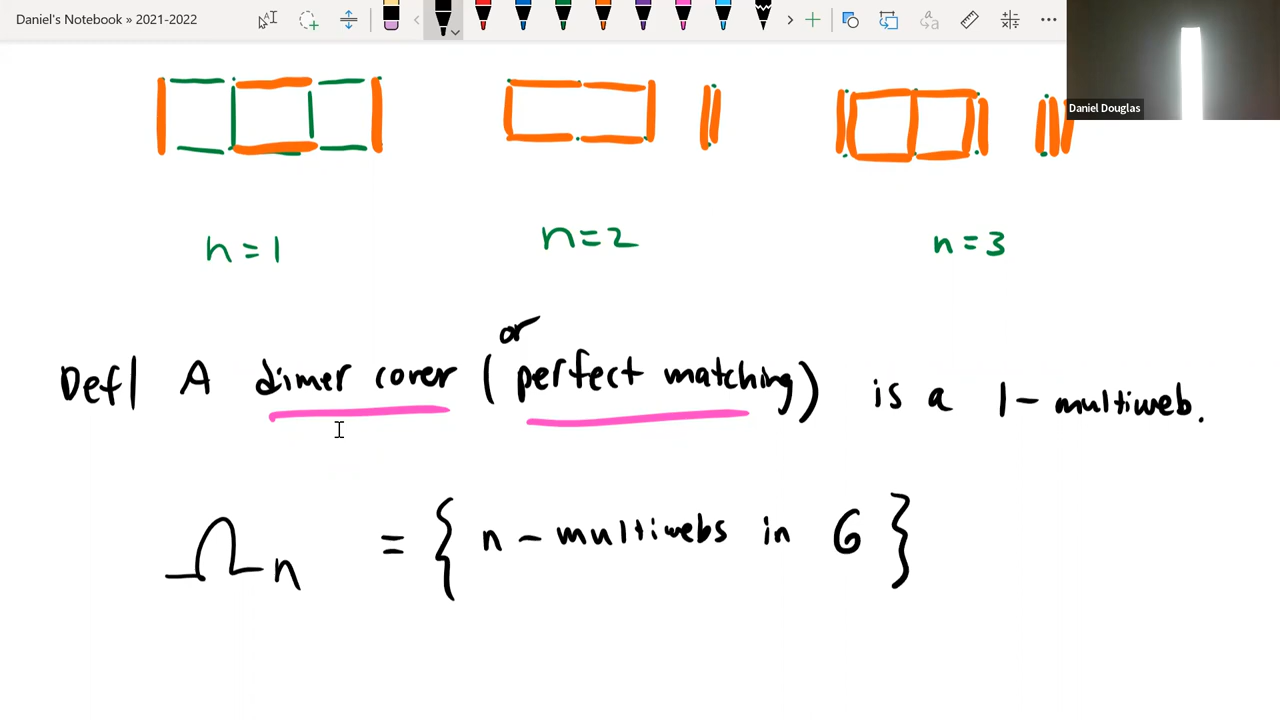 Daniel's Notebook » 2021-2022
Daniel Douglas
n = 1
n = 2
n = 3
or
Def| A dimer cover ( perfect matching) is a 1 - multiweb.
Ωn = { n - multiwebs in G }